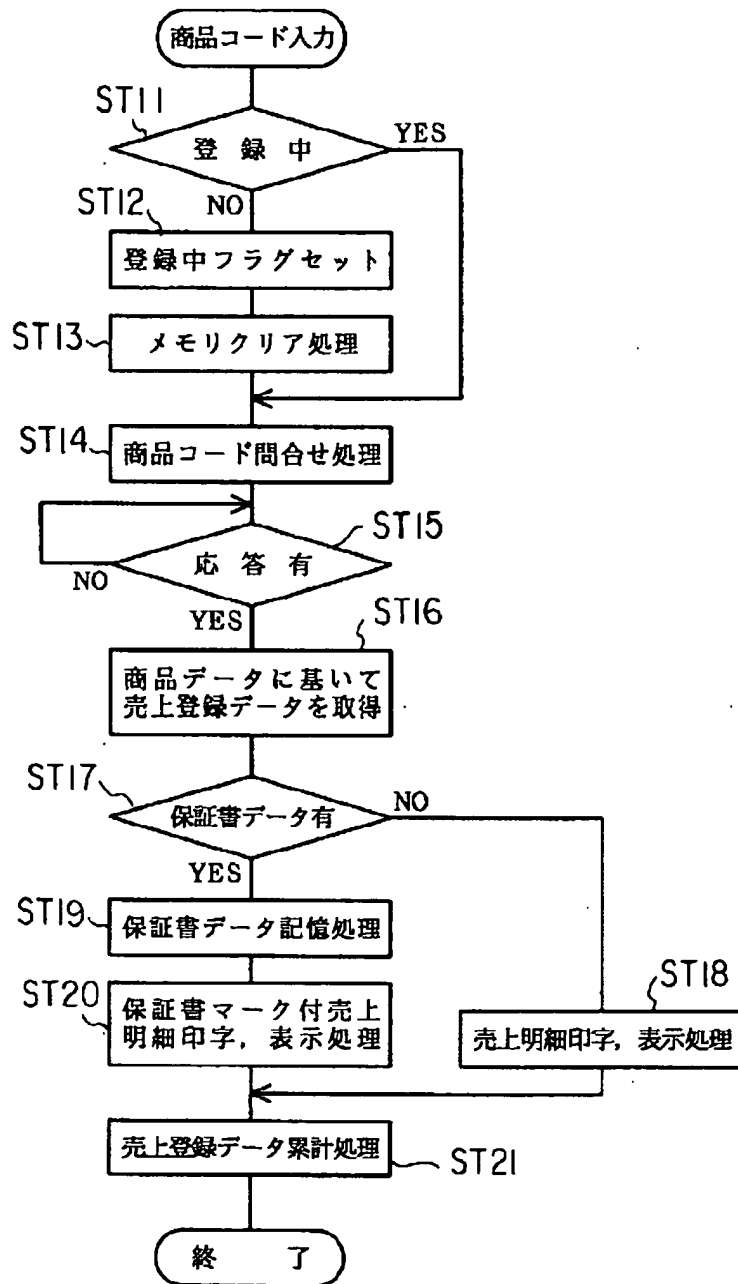 商品コード入力
ST11
登録中
YES
NO
ST12
登録中フラグセット
ST13
メモリクリア処理
ST14
商品コード問合せ処理
ST15
応答有
NO
YES
ST16
商品データに基いて
売上登録データを取得
ST17
保証書データ有
NO
YES
ST19
保証書データ記憶処理
ST20
保証書マーク付売上
明細印字，表示処理
ST18
売上明細印字，表示処理
売上登録データ累計処理
ST21
終了